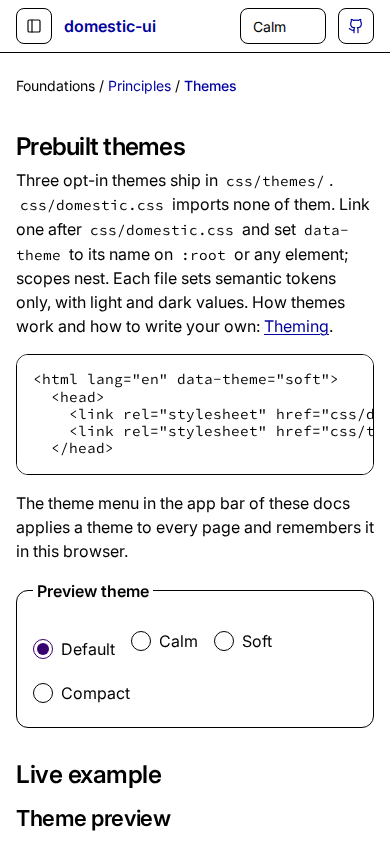 domestic-ui
Calm
Foundations / Principles / Themes
Prebuilt themes
Three opt-in themes ship in css/themes/ .
css/domestic.css imports none of them. Link
one after css/domestic.css and set data-
theme to its name on :root or any element;
scopes nest. Each file sets semantic tokens
only, with light and dark values. How themes
work and how to write your own: Theming.
<html lang="en" data-theme="soft">
<head>
<link rel="stylesheet" href="css/d
<link rel="stylesheet" href="css/t
</head>
The theme menu in the app bar of these docs
applies a theme to every page and remembers it
in this browser.
Preview theme
Default Calm Soft
Compact
Live example
Theme preview